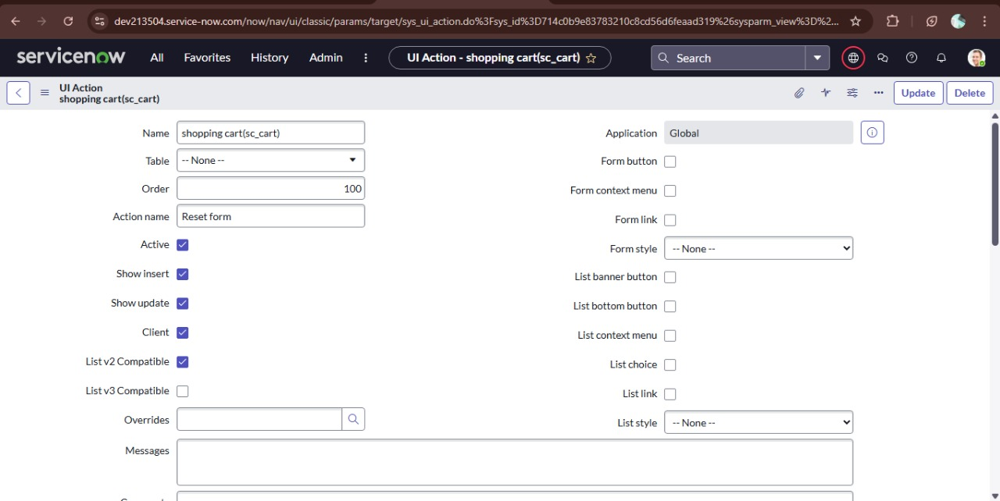 dev213504.service-now.com/now/nav/ui/classic/params/target/sys_ui_action.do%3Fsys_id%3D714c0b9e83783210c8cd56d6feaad319%26sysparm_view%3D%2...
servicenow
All
Favorites
History
Admin
UI Action - shopping cart(sc_cart)
Search
UI Action
shopping cart(sc_cart)
Update
Delete
Name
shopping cart(sc_cart)
Application
Global
Table
-- None --
Form button
Order
100
Form context menu
Action name
Reset form
Form link
Active
Form style
-- None --
Show insert
List banner button
Show update
List bottom button
Client
List context menu
List v2 Compatible
List choice
List v3 Compatible
List link
Overrides
List style
-- None --
Messages